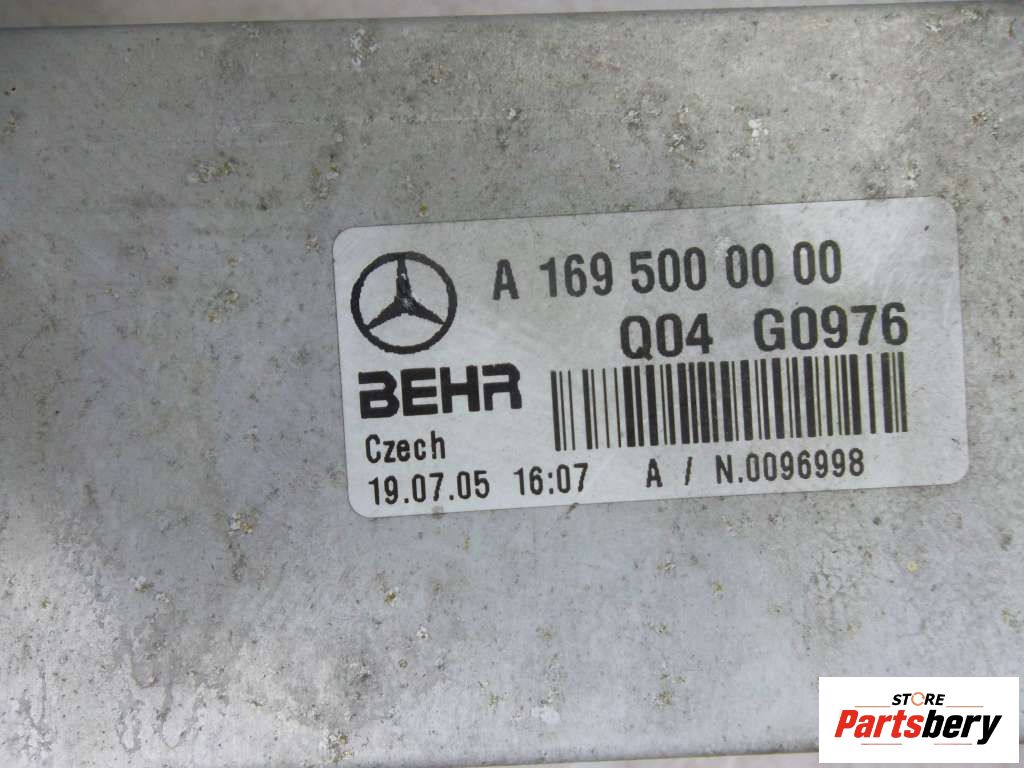 A 169 500 00 00
Q04 G0976
BEHR
Czech
19.07.05 16:07 A / N.0096998
STORE
Partsbery